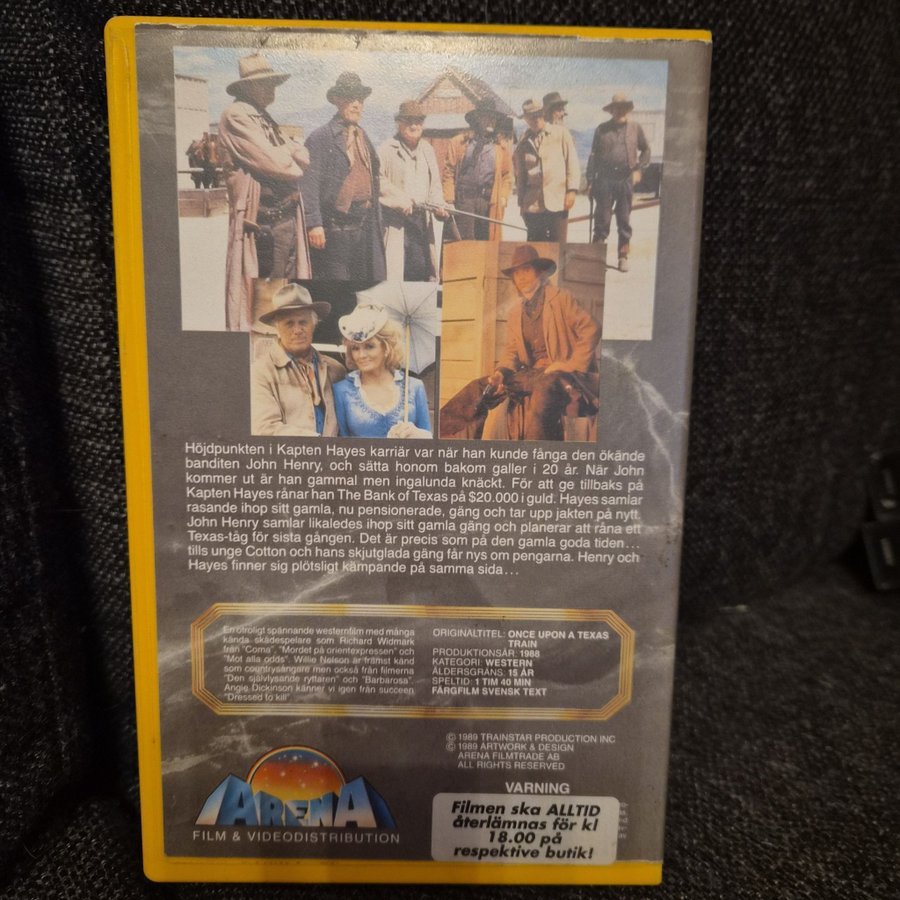 Höjdpunkten i Kapten Hayes karriär var när han kunde fånga den ökände
banditen John Henry, och sätta honom bakom galler i 20 år. När John
kommer ut är han gammal men ingalunda knäckt. För att ge tillbaks på
Kapten Hayes rånar han The Bank of Texas på $20.000 i guld. Hayes samlar
rasande ihop sitt gamla, nu pensionerade, gäng och tar upp jakten på nytt.
John Henry samlar likaledes ihop sitt gamla gäng och planerar att råna ett
Texas-tåg för sista gången. Det är precis som på den gamla goda tiden...
tills unge Cotton och hans skjutglada gäng får nys om pengarna. Henry och
Hayes finner sig plötsligt kämpande på samma sida...
En otroligt spännande westernfilm med många
kända skådespelare som Richard Widmark
från "Coma", "Mordet på orientexpressen" och
"Mot alla odds". Willie Nelson är främst känd
som countrysångare men också från filmerna
"Den självlysande ryttaren" och "Barbarosa".
Angie Dickinson känner vi igen från succeen
"Dressed to kill".
ORIGINALTITEL: ONCE UPON A TEXAS
TRAIN
PRODUKTIONSÅR: 1988
KATEGORI: WESTERN
ÅLDERSGRÄNS: 15 ÅR
SPELTID: 1 TIM 40 MIN
FÄRGFILM SVENSK TEXT
© 1989 TRAINSTAR PRODUCTION INC
© 1989 ARTWORK & DESIGN
ARENA FILMTRADE AB
ALL RIGHTS RESERVED
VARNING
ARENA
FILM & VIDEODISTRIBUTION
Filmen ska ALLTID
återlämnas för kl
18.00 på
respektive butik!